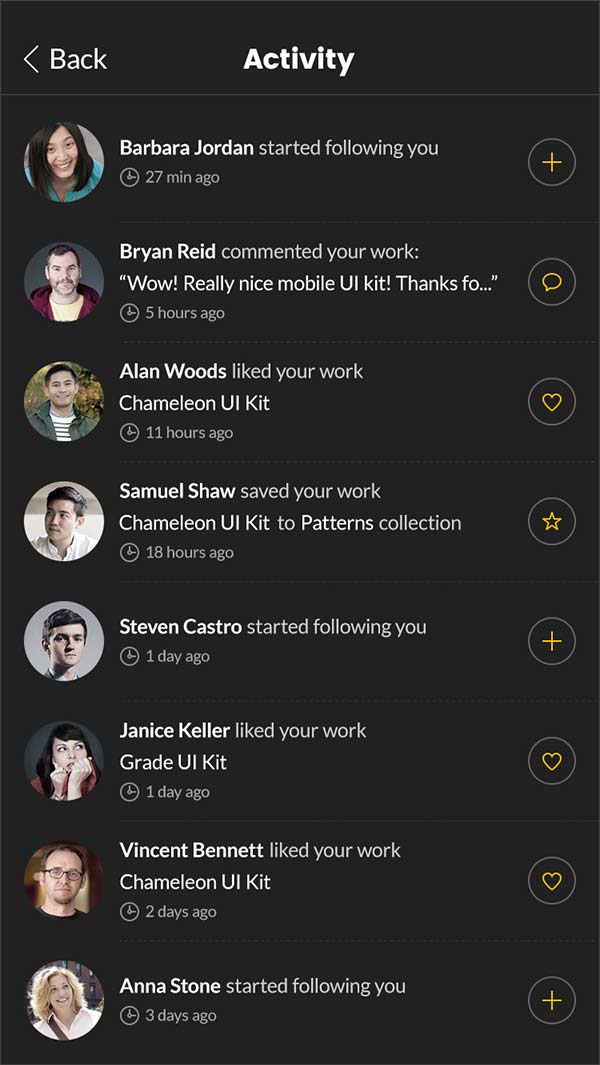 Back
Activity
Barbara Jordan started following you
27 min ago
Bryan Reid commented your work:
“Wow! Really nice mobile UI kit! Thanks fo...”
5 hours ago
Alan Woods liked your work
Chameleon UI Kit
11 hours ago
Samuel Shaw saved your work
Chameleon UI Kit to Patterns collection
18 hours ago
Steven Castro started following you
1 day ago
Janice Keller liked your work
Grade UI Kit
1 day ago
Vincent Bennett liked your work
Chameleon UI Kit
2 days ago
Anna Stone started following you
3 days ago